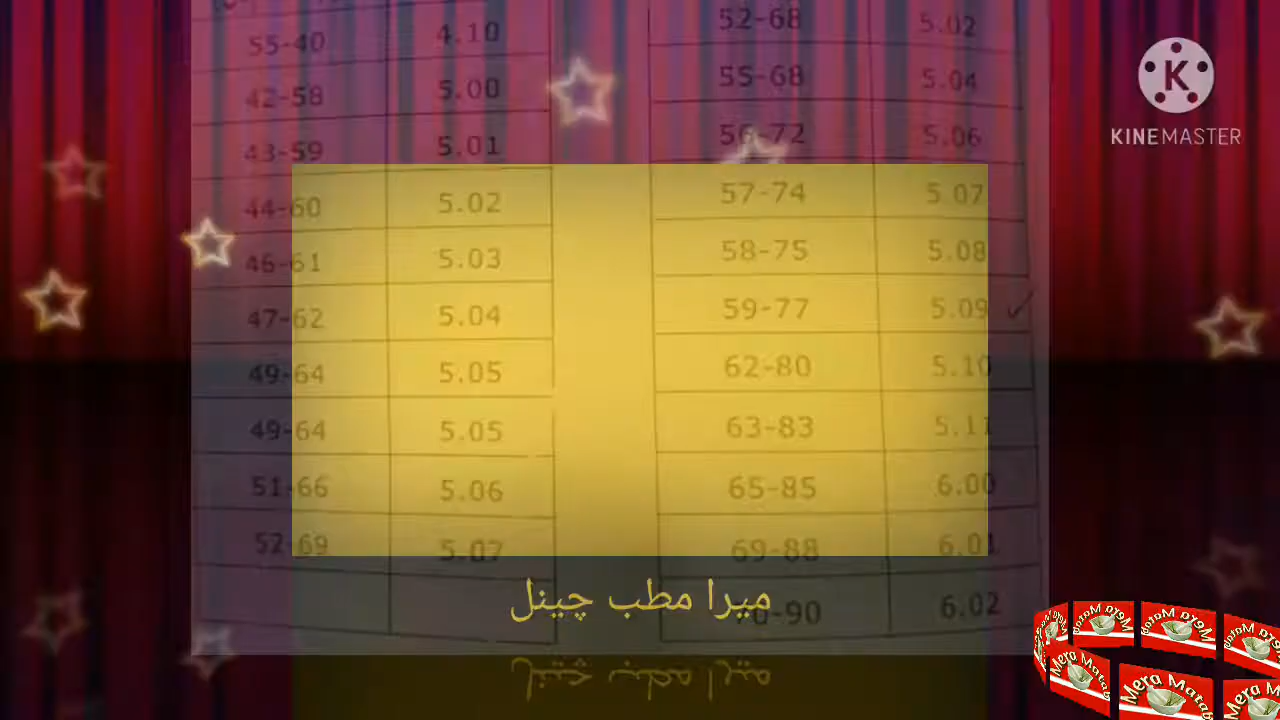 55-40 4.10 52-68 5.02
42-58 5.00 55-68 5.04
43-59 5.01 56-72 5.06
44-60 5.02 57-74 5.07
46-61 5.03 58-75 5.08
47-62 5.04 59-77 5.09 ✓
49-64 5.05 62-80 5.10
49-64 5.05 63-83 5.11
51-66 5.06 65-85 6.00
52-69 5.07 69-88 6.01
-90 6.02
میرا مطب چینل
K
KINEMASTER
Mera Matab